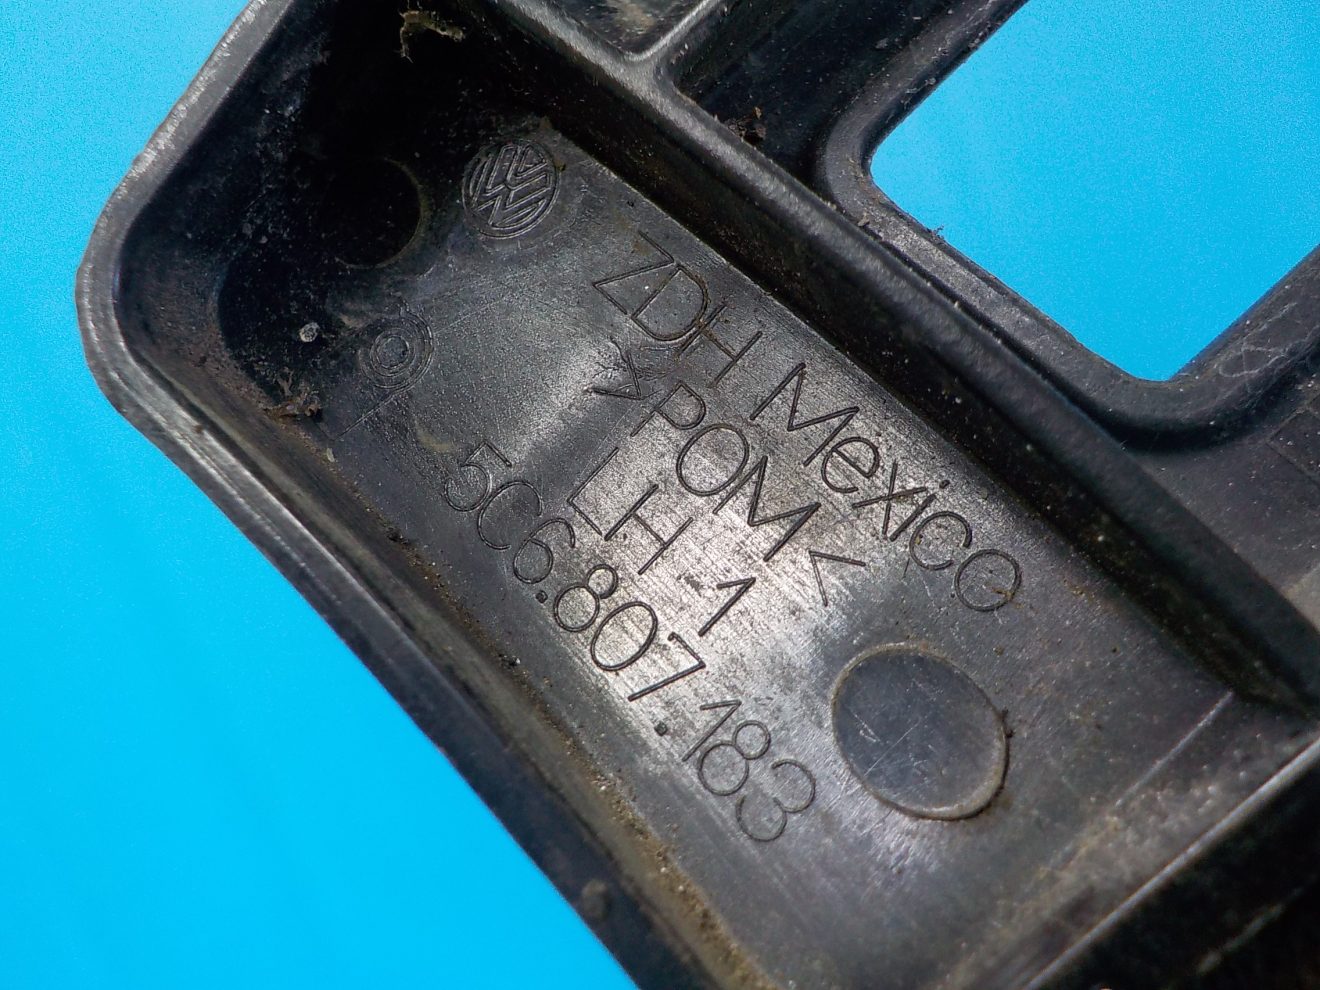 ZDH Mexico
>POM<
LH 1
5C6.807.183